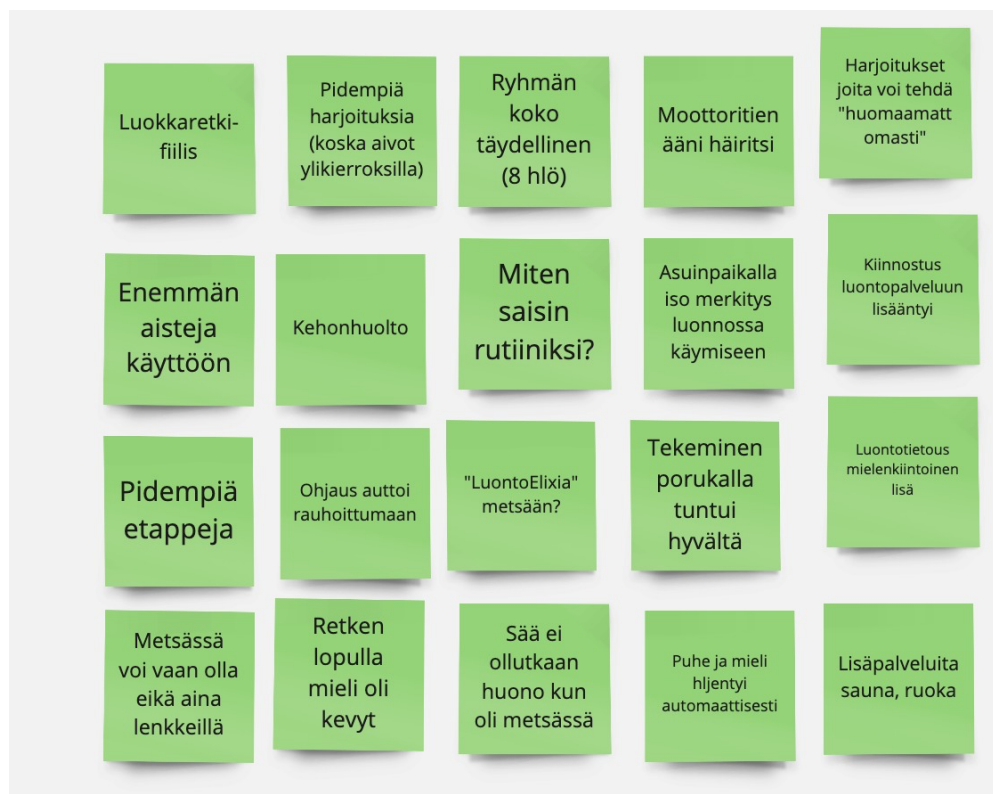 Luokkaretki-
fiilis
Pidempiä
harjoituksia
(koska aivot
ylikierroksilla)
Ryhmän
koko
täydellinen
(8 hlö)
Moottoritien
ääni häiritsi
Harjoitukset
joita voi tehdä
"huomaamatt
omasti"
Enemmän
aisteja
käyttöön
Kehonhuolto
Miten
saisin
rutiiniksi?
Asuinpaikalla
iso merkitys
luonnossa
käymiseen
Kiinnostus
luontopalveluun
lisääntyi
Pidempiä
etappeja
Ohjaus auttoi
rauhoittumaan
"LuontoElixia"
metsään?
Tekeminen
porukalla
tuntui
hyvältä
Luontotietous
mielenkiintoinen
lisä
Metsässä
voi vaan olla
eikä aina
lenkkeillä
Retken
lopulla
mieli oli
kevyt
Sää ei
ollutkaan
huono kun
oli metsässä
Puhe ja mieli
hljentyi
automaattisesti
Lisäpalveluita
sauna, ruoka